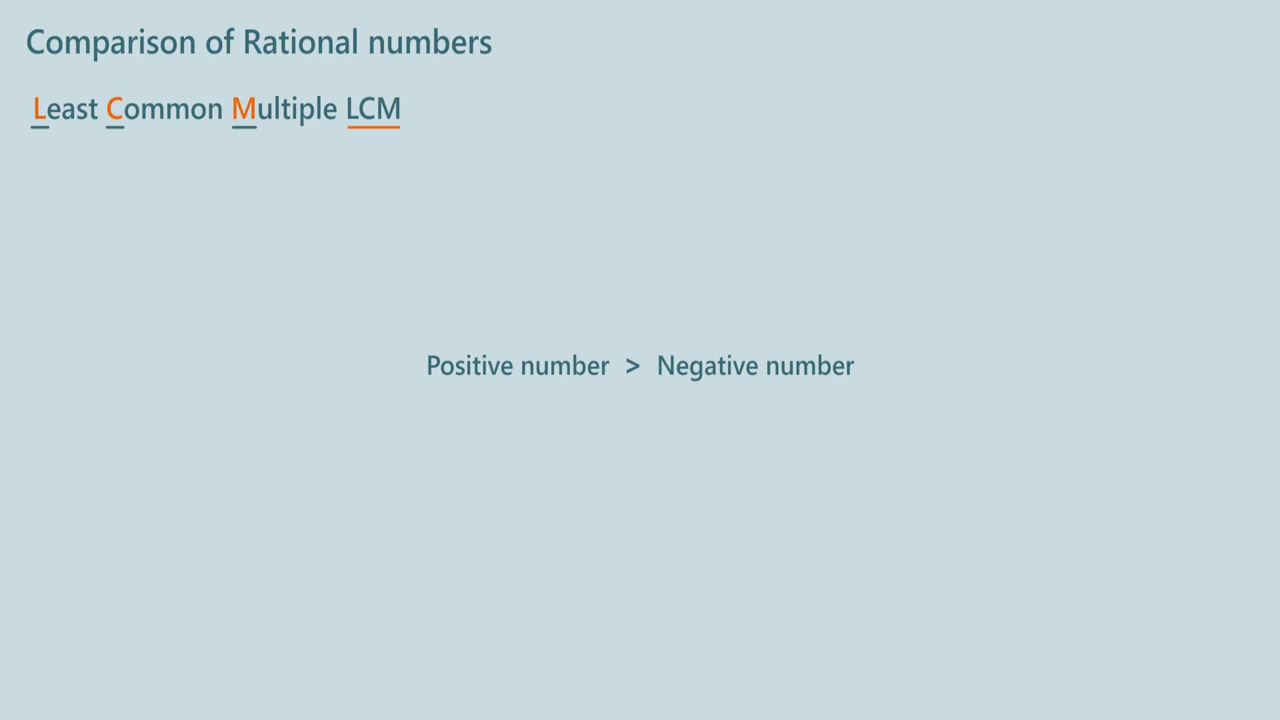 Comparison of Rational numbers
Least Common Multiple LCM
Positive number > Negative number